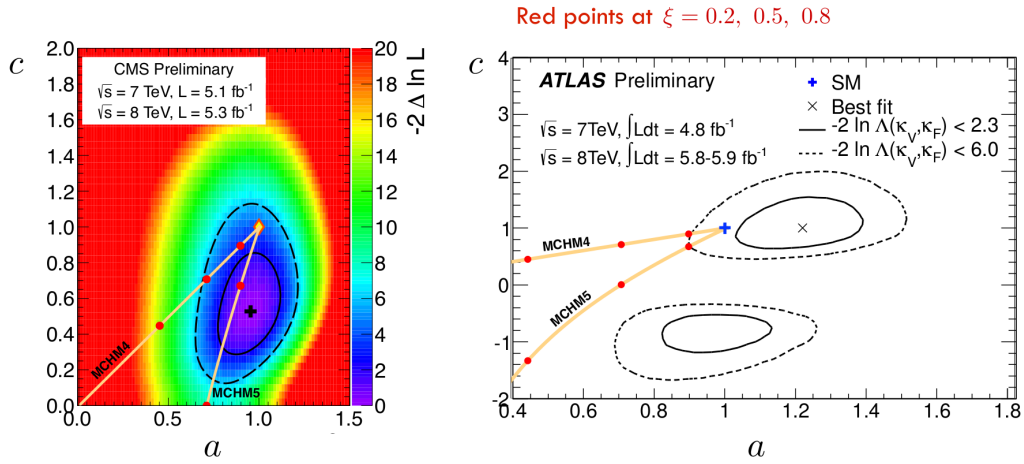 Red points at ξ = 0.2, 0.5, 0.8
c
2.0
1.8
1.6
1.4
1.2
1.0
0.8
0.6
0.4
0.2
0.0
CMS Preliminary
√s = 7 TeV, L = 5.1 fb⁻¹
√s = 8 TeV, L = 5.3 fb⁻¹
MCHM4
MCHM5
0.0 0.5 1.0 1.5
a
20
18
16
14
12
10
8
6
4
2
0
-2 Δ ln L
c
4
3
2
1
0
-1
-2
ATLAS Preliminary
√s = 7TeV, ∫Ldt = 4.8 fb⁻¹
√s = 8TeV, ∫Ldt = 5.8-5.9 fb⁻¹
SM
Best fit
-2 ln Λ(κ_V,κ_F) < 2.3
-2 ln Λ(κ_V,κ_F) < 6.0
MCHM4
MCHM5
0.4 0.6 0.8 1 1.2 1.4 1.6 1.8
a